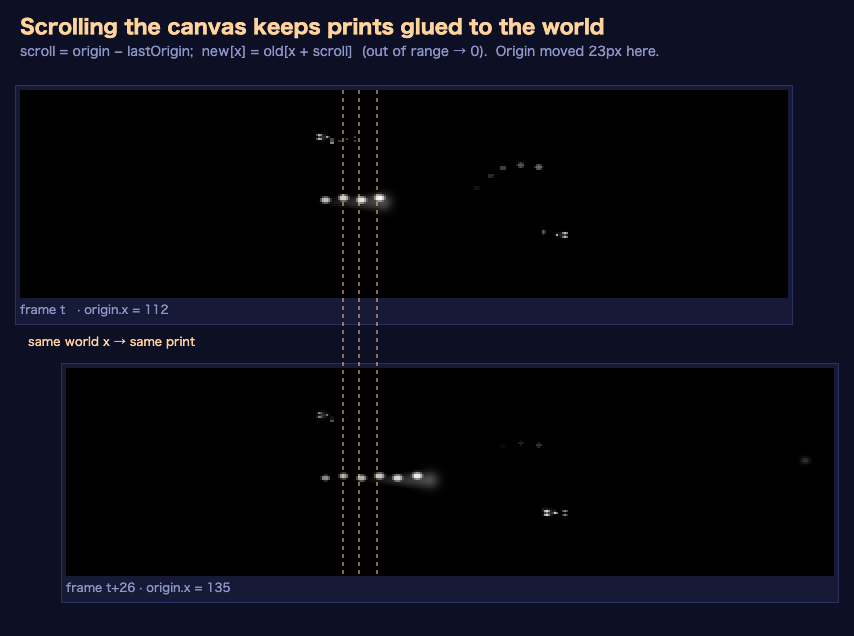 Scrolling the canvas keeps prints glued to the world
scroll = origin − lastOrigin;  new[x] = old[x + scroll]  (out of range → 0).  Origin moved 23px here.
frame t   · origin.x = 112
same world x → same print
frame t+26 · origin.x = 135